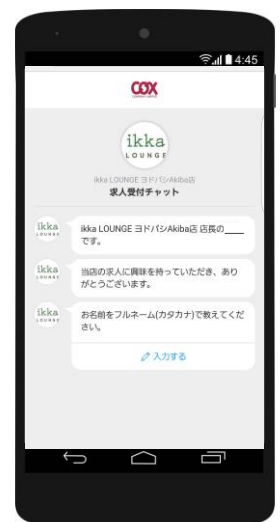 4:45
COX
ikka
LOUNGE
ikka LOUNGE ヨドバシAkiba店
求人受付チャット
ikka
LOUNGE
ikka LOUNGE ヨドバシAkiba店 店長の____
です。
ikka
LOUNGE
当店の求人に興味を持っていただき、あり
がとうございます。
ikka
LOUNGE
お名前をフルネーム(カタカナ)で教えてくだ
さい。
入力する